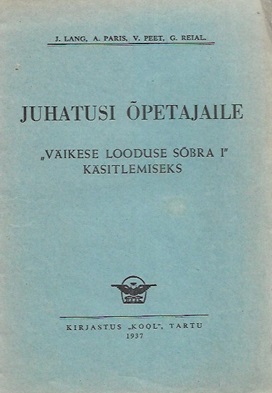 J. LANG, A. PARIS, V. PEET, G. REIAL.
JUHATUSI ÕPETAJAILE
„VÄIKESE LOODUSE SÕBRA I"
KÄSITLEMISEKS
KIRJASTUS „KOOL", TARTU
1937